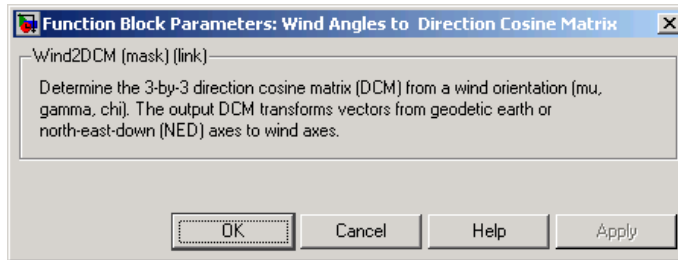 Function Block Parameters: Wind Angles to Direction Cosine Matrix
Wind2DCM (mask) (link)
Determine the 3-by-3 direction cosine matrix (DCM) from a wind orientation (mu,
gamma, chi). The output DCM transforms vectors from geodetic earth or
north-east-down (NED) axes to wind axes.
OK Cancel Help Apply